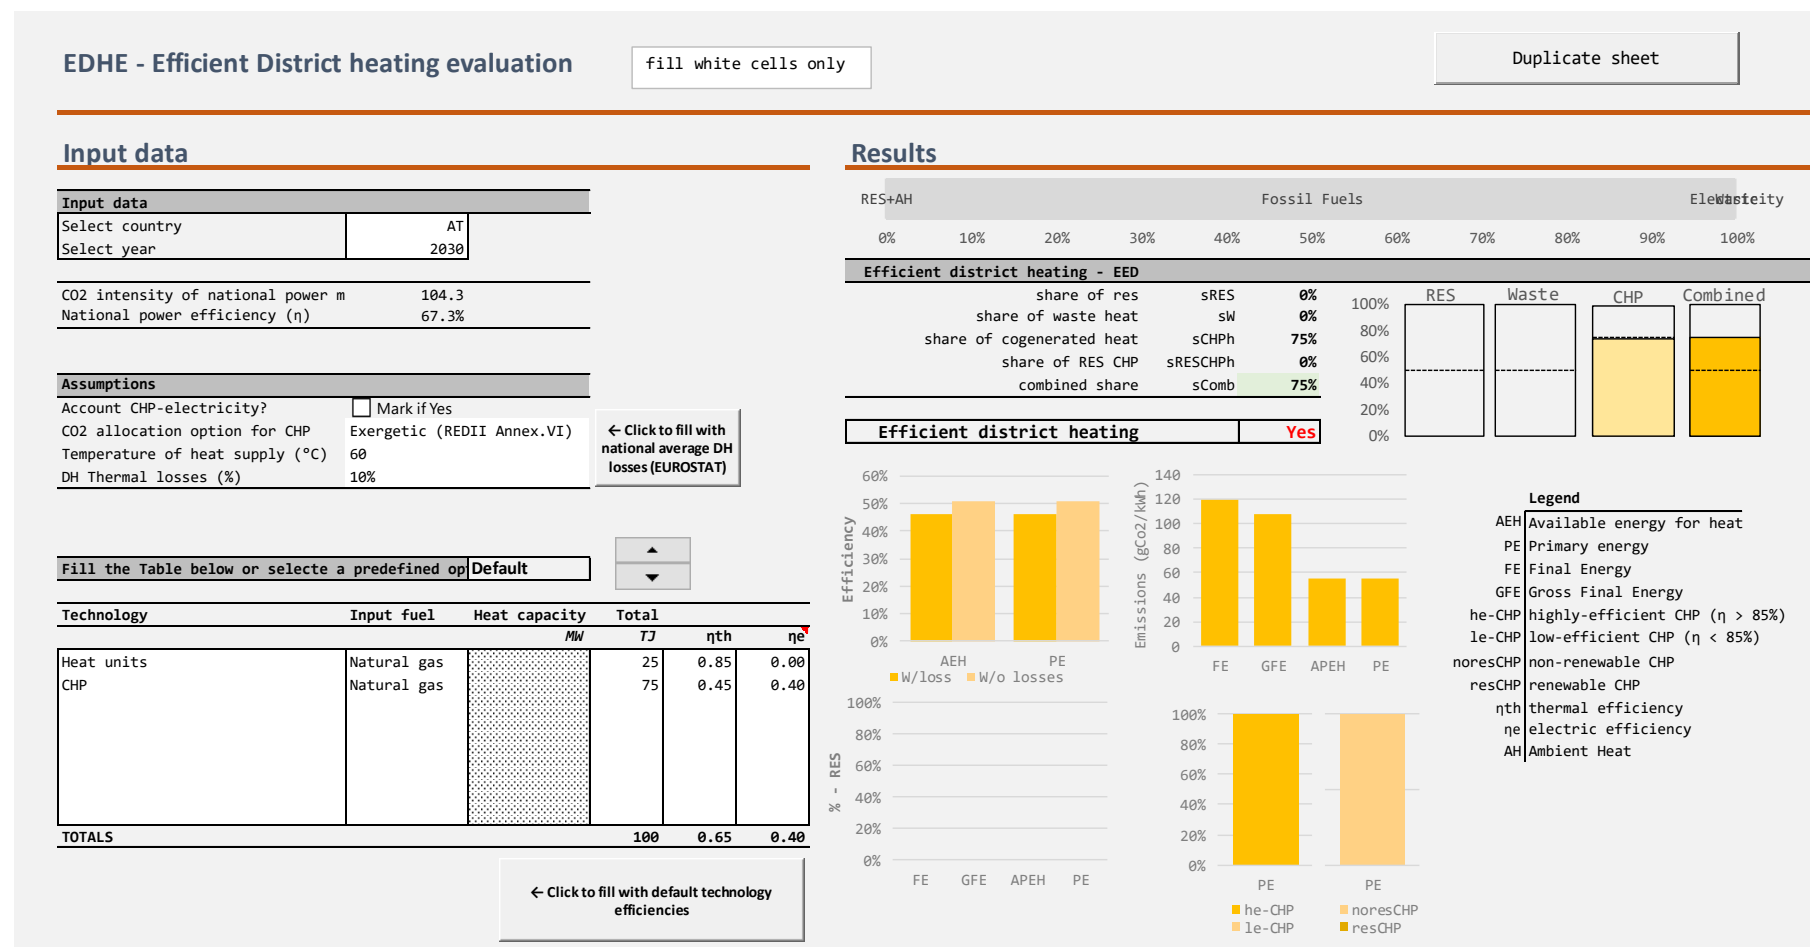 EDHE - Efficient District heating evaluation
fill white cells only
Duplicate sheet
Input data
Input data
Select country AT
Select year 2030
CO2 intensity of national power m 104.3
National power efficiency (η) 67.3%
Assumptions
Account CHP-electricity? Mark if Yes
CO2 allocation option for CHP Exergetic (REDII Annex.VI)
Temperature of heat supply (°C) 60
DH Thermal losses (%) 10%
← Click to fill with
national average DH
losses (EUROSTAT)
Fill the Table below or selecte a predefined op Default
Technology Input fuel Heat capacity Total
MW TJ ηth ηe
Heat units Natural gas 25 0.85 0.00
CHP Natural gas 75 0.45 0.40
TOTALS 100 0.65 0.40
← Click to fill with default technology
efficiencies
Results
RES+AH Fossil Fuels Electricity Waste
0% 10% 20% 30% 40% 50% 60% 70% 80% 90% 100%
Efficient district heating - EED
share of res sRES 0%
share of waste heat sW 0%
share of cogenerated heat sCHPh 75%
share of RES CHP sRESCHPh 0%
combined share sComb 75%
Efficient district heating Yes
RES Waste CHP Combined
100%
80%
60%
40%
20%
0%
Efficiency
60%
50%
40%
30%
20%
10%
0%
AEH PE
W/loss W/o losses
Emissions (gCo2/kWh)
140
120
100
80
60
40
20
0
FE GFE APEH PE
Legend
AEH Available energy for heat
PE Primary energy
FE Final Energy
GFE Gross Final Energy
he-CHP highly-efficient CHP (η > 85%)
le-CHP low-efficient CHP (η < 85%)
noresCHP non-renewable CHP
resCHP renewable CHP
ηth thermal efficiency
ηe electric efficiency
AH Ambient Heat
% - RES
100%
80%
60%
40%
20%
0%
FE GFE APEH PE
100%
80%
60%
40%
20%
0%
PE PE
he-CHP noresCHP
le-CHP resCHP